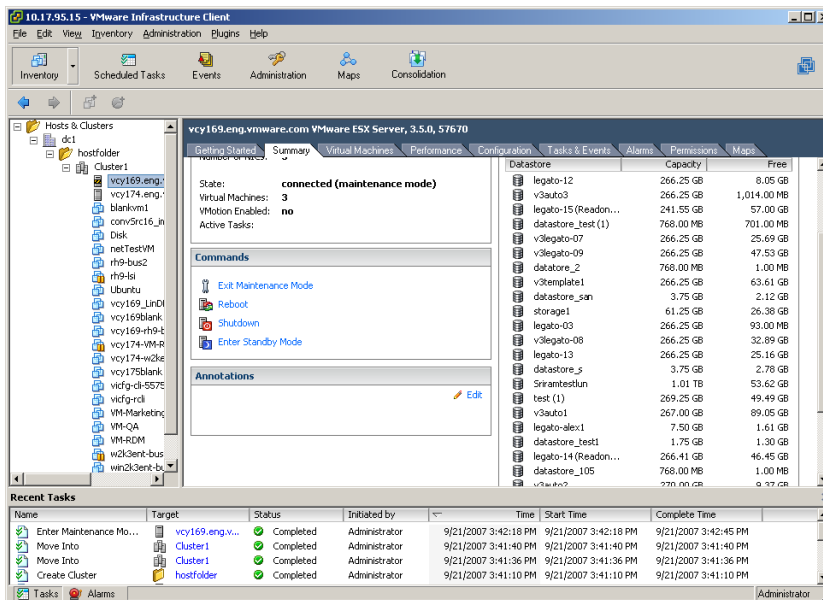 10.17.95.15 - VMware Infrastructure Client
File Edit View Inventory Administration Plugins Help
Inventory Scheduled Tasks Events Administration Maps Consolidation
Hosts & Clusters
dc1
hostfolder
Cluster1
vcy169.eng.
vcy174.eng.
blankvm1
convSrc16_in
Disk
netTestVM
rh9-bus2
rh9-lsi
Ubuntu
vcy169_LinD
vcy169blank
vcy169-rh9-b
vcy174-VM-R
vcy174-w2ke
vcy175blank
vicfg-cli-5575
vicfg-rcli
VM-Marketing
VM-QA
VM-RDM
w2k3ent-bus
win2k3ent-bu
vcy169.eng.vmware.com VMware ESX Server, 3.5.0, 57670
Getting Started Summary Virtual Machines Performance Configuration Tasks & Events Alarms Permissions Maps
State: connected (maintenance mode)
Virtual Machines: 3
VMotion Enabled: no
Active Tasks:
Commands
Exit Maintenance Mode
Reboot
Shutdown
Enter Standby Mode
Annotations
Edit
Datastore Capacity Free
legato-12 266.25 GB 8.05 GB
v3auto3 266.25 GB 1,014.00 MB
legato-15 (Readon... 241.55 GB 57.00 GB
datastore_test (1) 768.00 MB 701.00 MB
v3legato-07 266.25 GB 25.69 GB
v3legato-09 266.25 GB 47.53 GB
datatore_2 768.00 MB 1.00 MB
v3template1 266.25 GB 63.61 GB
datastore_san 3.75 GB 2.12 GB
storage1 61.25 GB 26.38 GB
legato-03 266.25 GB 93.00 MB
v3legato-08 266.25 GB 32.89 GB
legato-13 266.25 GB 25.16 GB
datastore_s 3.75 GB 2.78 GB
Sriramtestlun 1.01 TB 53.62 GB
test (1) 269.25 GB 49.49 GB
v3auto1 267.00 GB 89.05 GB
legato-alex1 7.50 GB 1.61 GB
datastore_test1 1.75 GB 1.30 GB
legato-14 (Readon... 266.41 GB 46.45 GB
datastore_105 768.00 MB 1.00 MB
v3auto2 270.00 GB 9.37 GB
Recent Tasks
Name Target Status Initiated by Time Start Time Complete Time
Enter Maintenance Mo... vcy169.eng.v... Completed Administrator 9/21/2007 3:42:18 PM 9/21/2007 3:42:18 PM 9/21/2007 3:42:45 PM
Move Into Cluster1 Completed Administrator 9/21/2007 3:41:40 PM 9/21/2007 3:41:40 PM 9/21/2007 3:41:40 PM
Move Into Cluster1 Completed Administrator 9/21/2007 3:41:36 PM 9/21/2007 3:41:36 PM 9/21/2007 3:41:36 PM
Create Cluster hostfolder Completed Administrator 9/21/2007 3:41:10 PM 9/21/2007 3:41:10 PM 9/21/2007 3:41:10 PM
Tasks Alarms Administrator